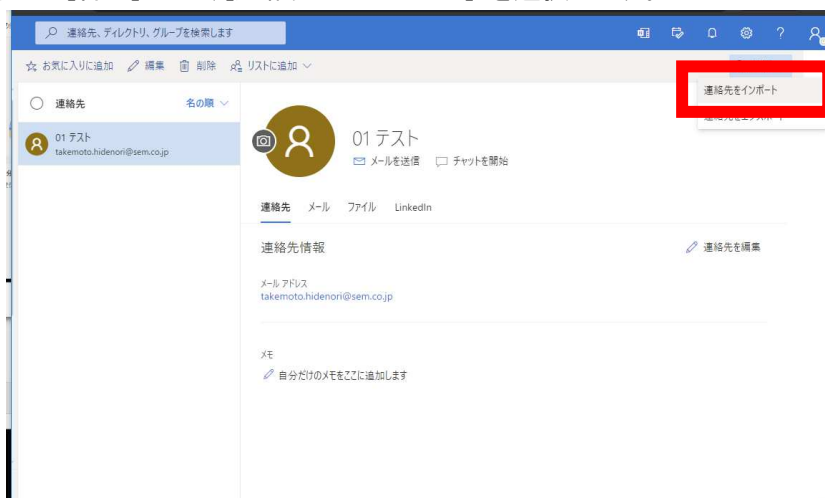 連絡先、ディレクトリ、グループを検索します
お気に入りに追加 編集 削除 リストに追加
連絡先をインポート
連絡先 名の順
01 テスト
takemoto.hidenori@sem.co.jp
01 テスト
メールを送信 チャットを開始
連絡先 メール ファイル LinkedIn
連絡先情報 連絡先を編集
メール アドレス
takemoto.hidenori@sem.co.jp
メモ
自分だけのメモをここに追加します